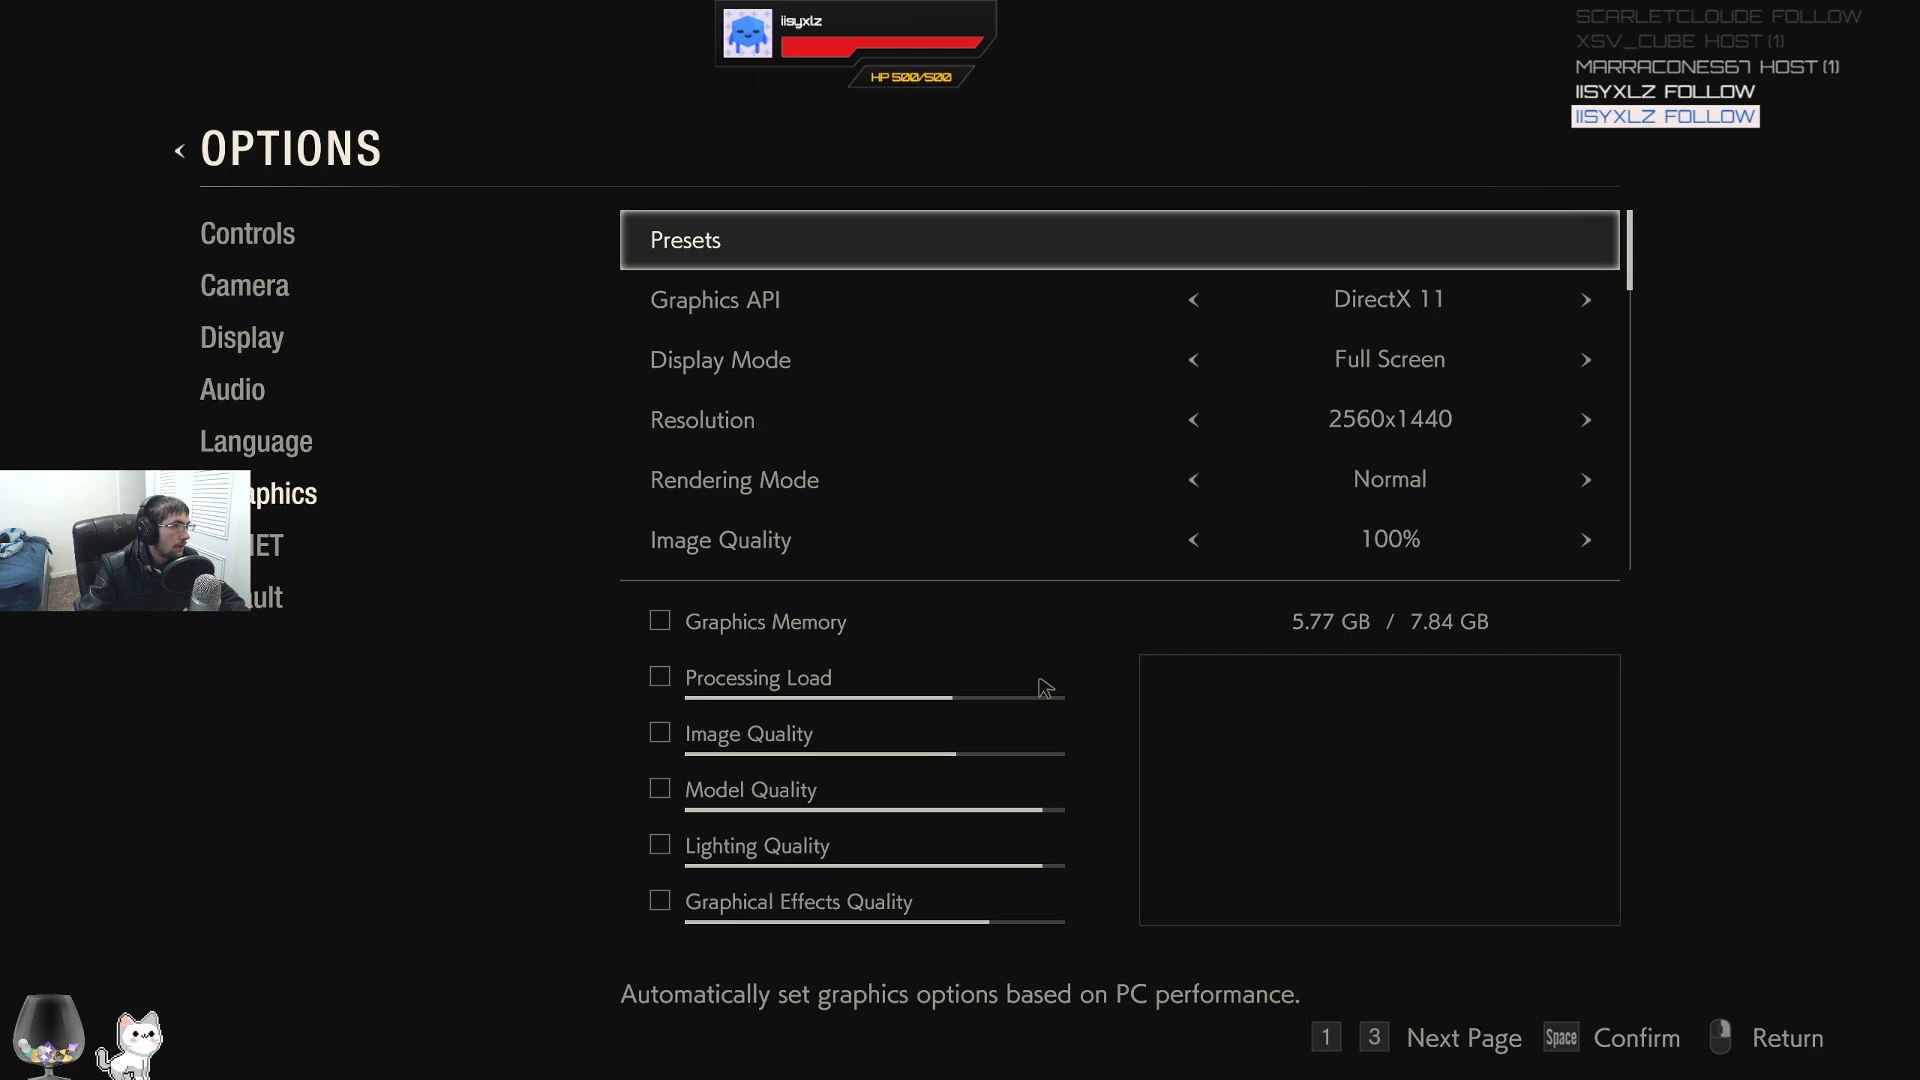 iisyxlz
HP 500/500
SCARLETCLOUDE FOLLOW
XSV_CUBE HOST (1)
MARRACONES67 HOST (1)
IISYXLZ FOLLOW
IISYXLZ FOLLOW
OPTIONS
Controls
Camera
Display
Audio
Language
aphics
NET
ult
Presets
Graphics API DirectX 11
Display Mode Full Screen
Resolution 2560x1440
Rendering Mode Normal
Image Quality 100%
Graphics Memory 5.77 GB / 7.84 GB
Processing Load
Image Quality
Model Quality
Lighting Quality
Graphical Effects Quality
Automatically set graphics options based on PC performance.
1 3 Next Page Space Confirm Return